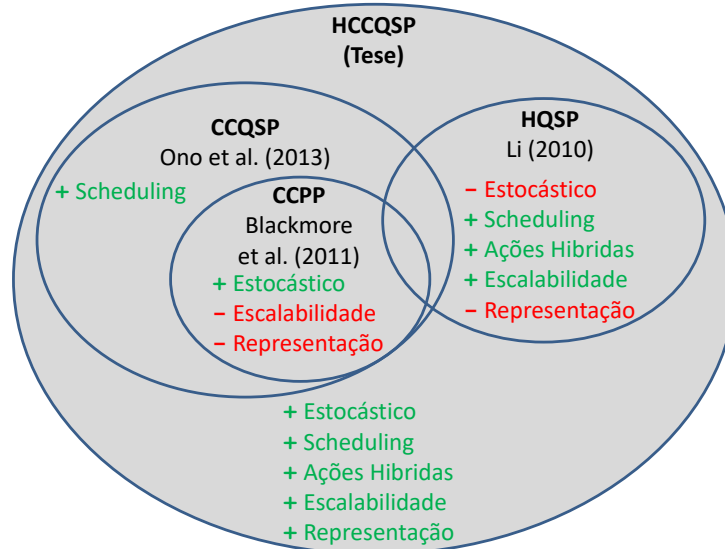 HCCQSP
(Tese)
CCQSP
Ono et al. (2013)
+ Scheduling
CCPP
Blackmore
et al. (2011)
+ Estocástico
− Escalabilidade
− Representação
HQSP
Li (2010)
− Estocástico
+ Scheduling
+ Ações Hibridas
+ Escalabilidade
− Representação
+ Estocástico
+ Scheduling
+ Ações Hibridas
+ Escalabilidade
+ Representação